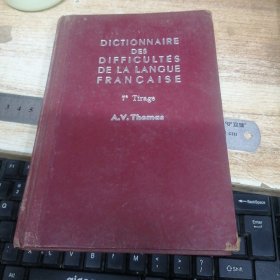 DICTIONNAIRE
DES
DIFFICULTÉS
DE LA LANGUE
FRANÇAISE
7e Tirage
A.V.Thomas